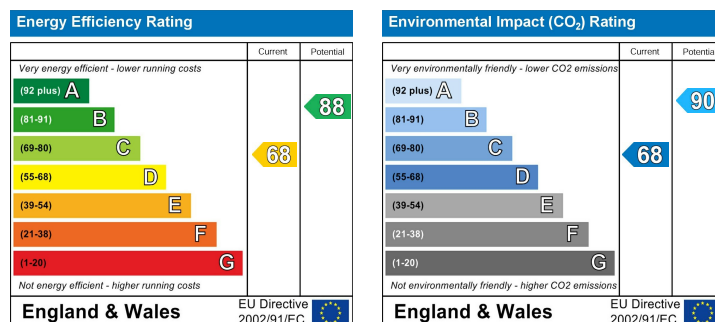 Energy Efficiency Rating
Current Potential
Very energy efficient - lower running costs
(92 plus) A
(81-91) B
(69-80) C
(55-68) D
(39-54) E
(21-38) F
(1-20) G
68
88
Not energy efficient - higher running costs
England & Wales
EU Directive
2002/91/EC
Environmental Impact (CO₂) Rating
Current Potentia
Very environmentally friendly - lower CO2 emissions
(92 plus) A
(81-91) B
(69-80) C
(55-68) D
(39-54) E
(21-38) F
(1-20) G
68
90
Not environmentally friendly - higher CO2 emissions
England & Wales
EU Directive
2002/91/EC